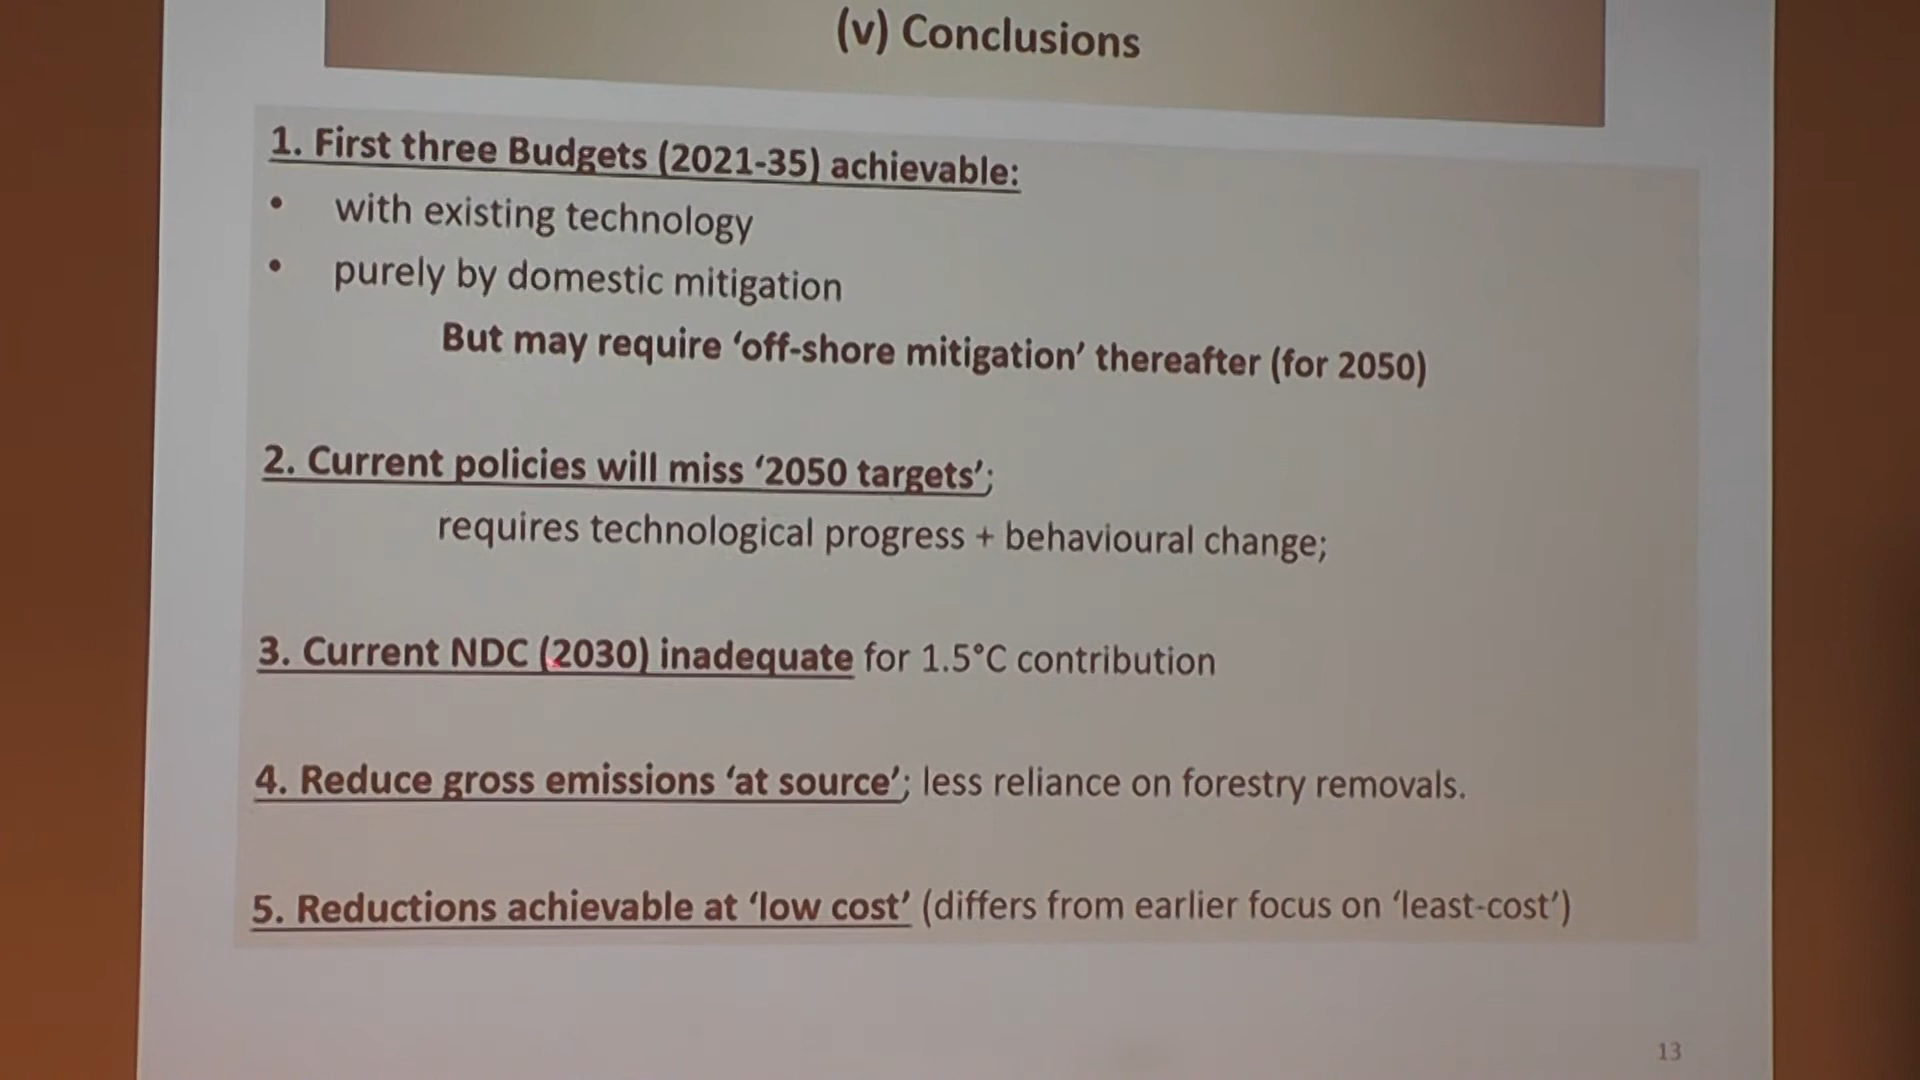 (v) Conclusions
1. First three Budgets (2021-35) achievable:
• with existing technology
• purely by domestic mitigation
But may require ‘off-shore mitigation’ thereafter (for 2050)
2. Current policies will miss ‘2050 targets’;
requires technological progress + behavioural change;
3. Current NDC (2030) inadequate for 1.5°C contribution
4. Reduce gross emissions ‘at source’; less reliance on forestry removals.
5. Reductions achievable at ‘low cost’ (differs from earlier focus on ‘least-cost’)
13